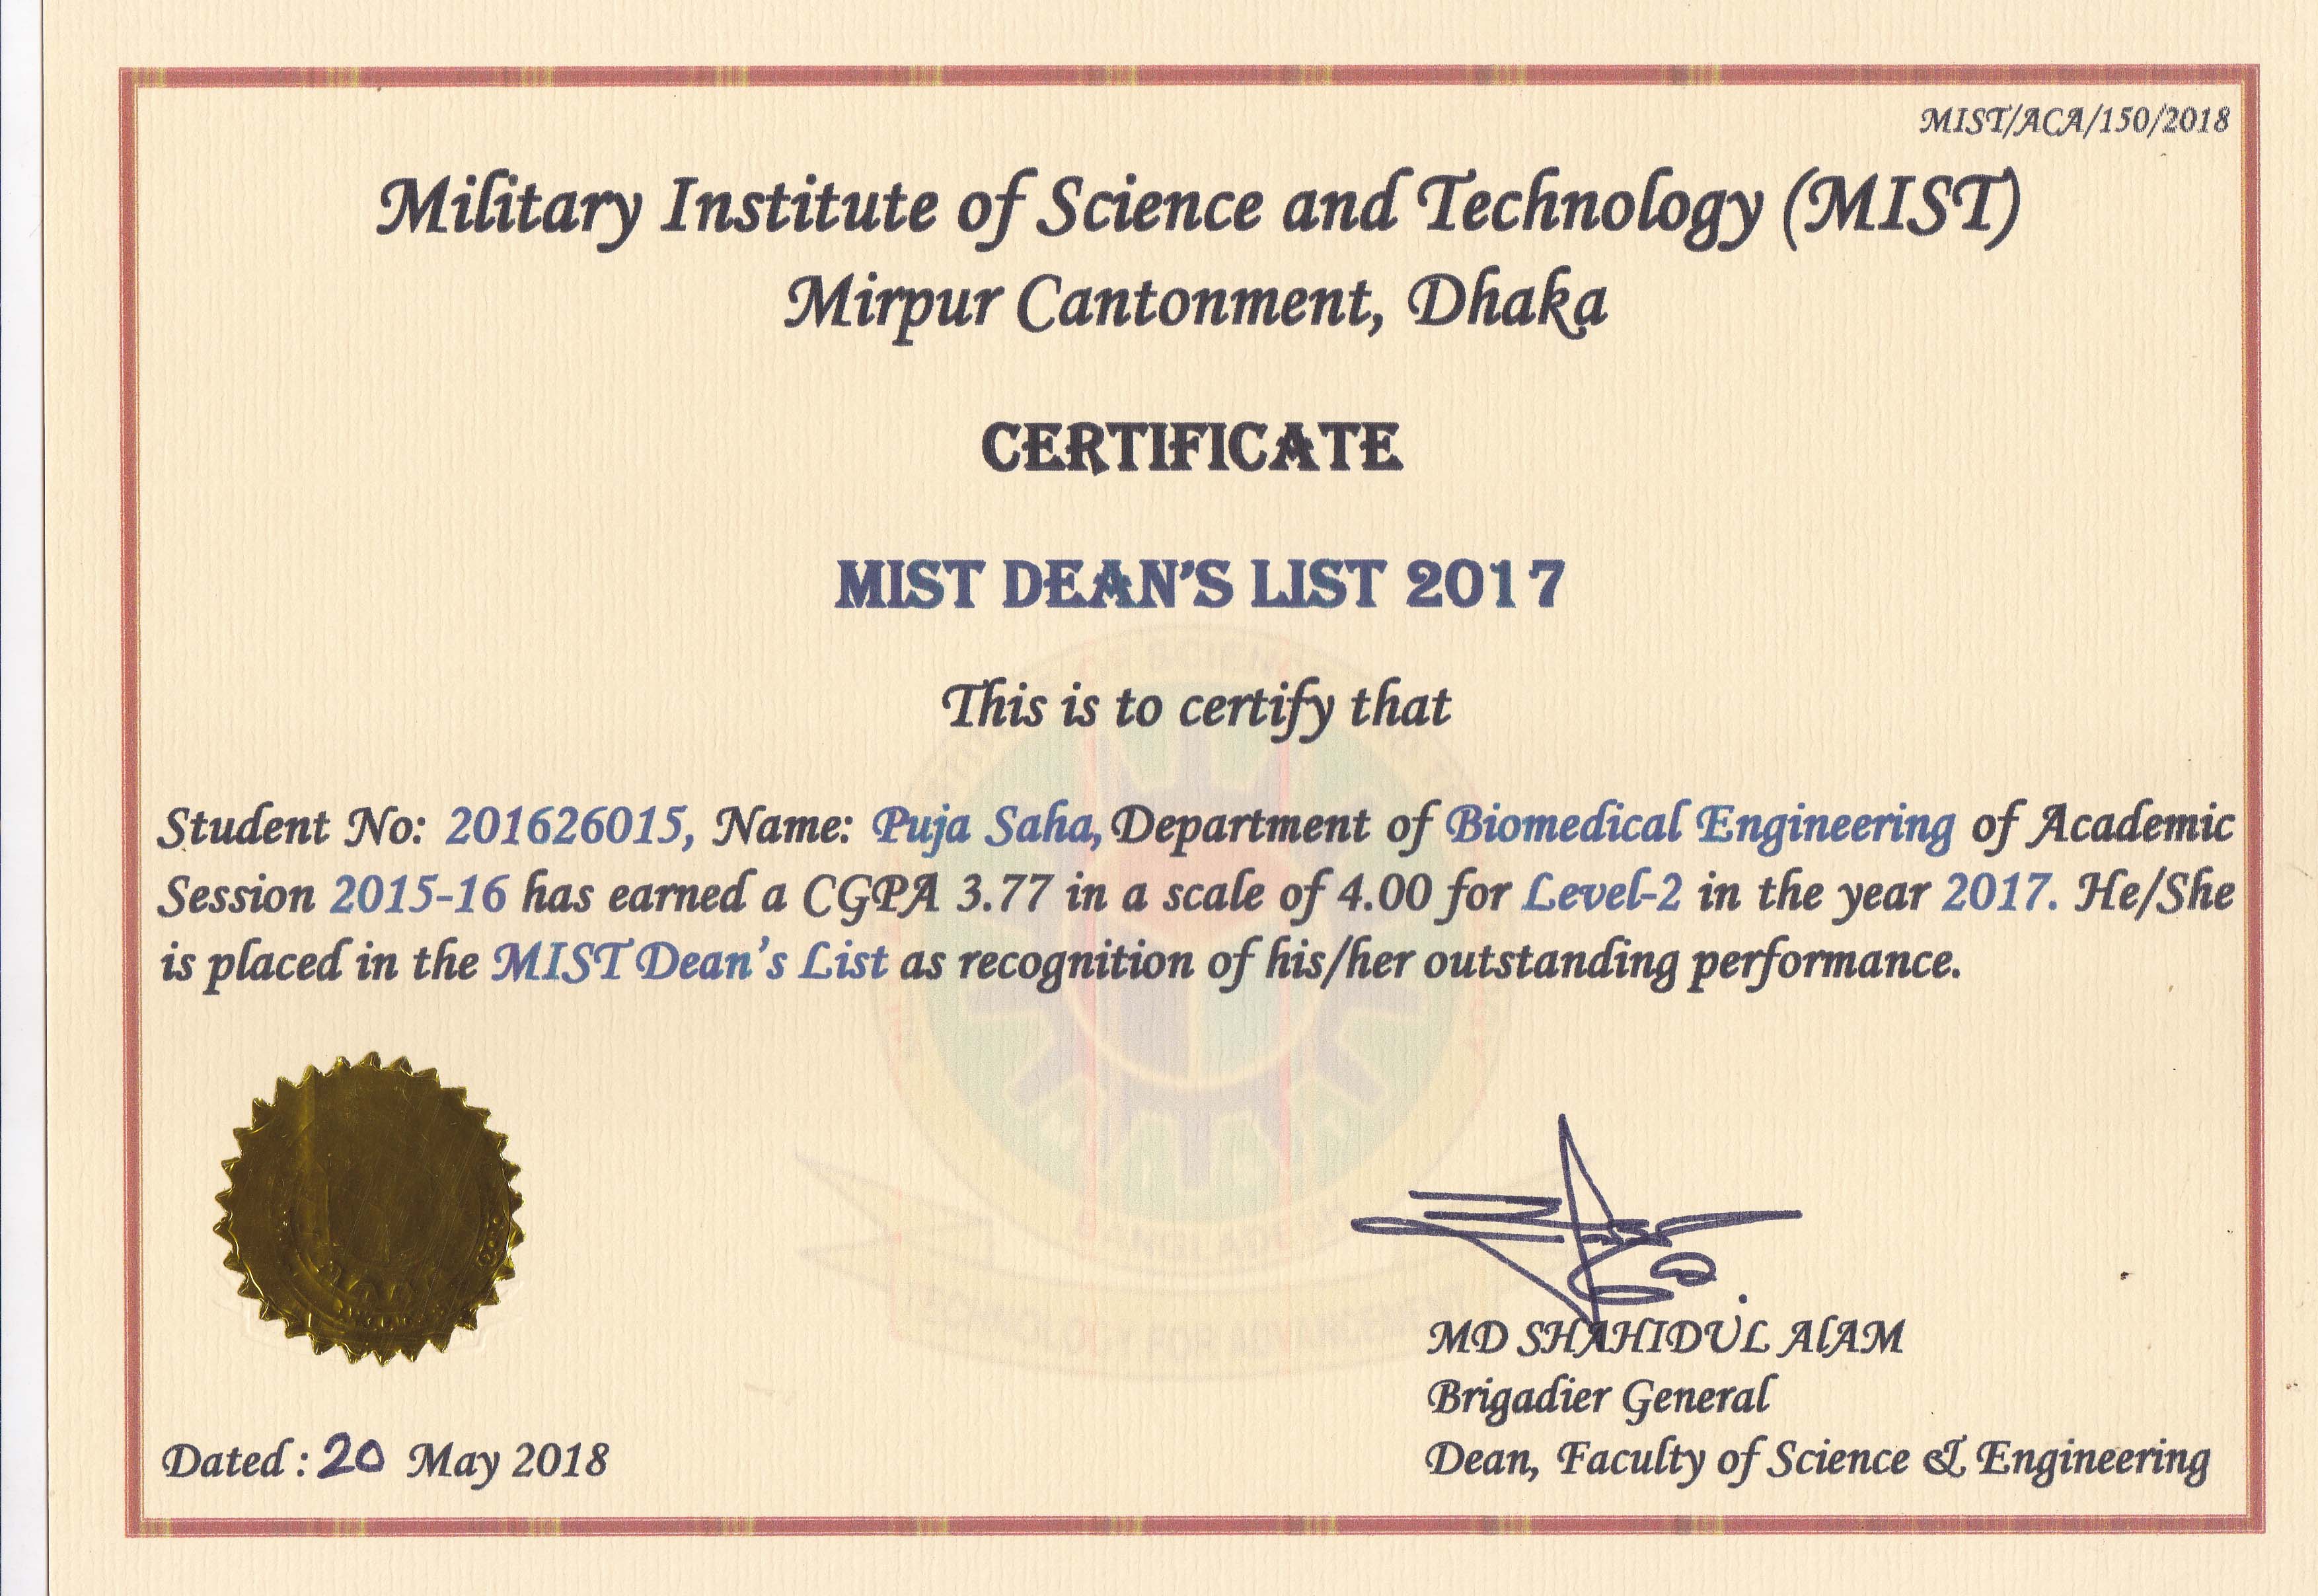 MIST/ACA/150/2018
Military Institute of Science and Technology (MIST)
Mirpur Cantonment, Dhaka
CERTIFICATE
MIST DEAN'S LIST 2017
This is to certify that
Student No: 201626015, Name: Puja Saha, Department of Biomedical Engineering of Academic
Session 2015-16 has earned a CGPA 3.77 in a scale of 4.00 for Level-2 in the year 2017. He/She
is placed in the MIST Dean's List as recognition of his/her outstanding performance.
MD SHAHIDUL AlAM
Brigadier General
Dean, Faculty of Science & Engineering
Dated : 20 May 2018